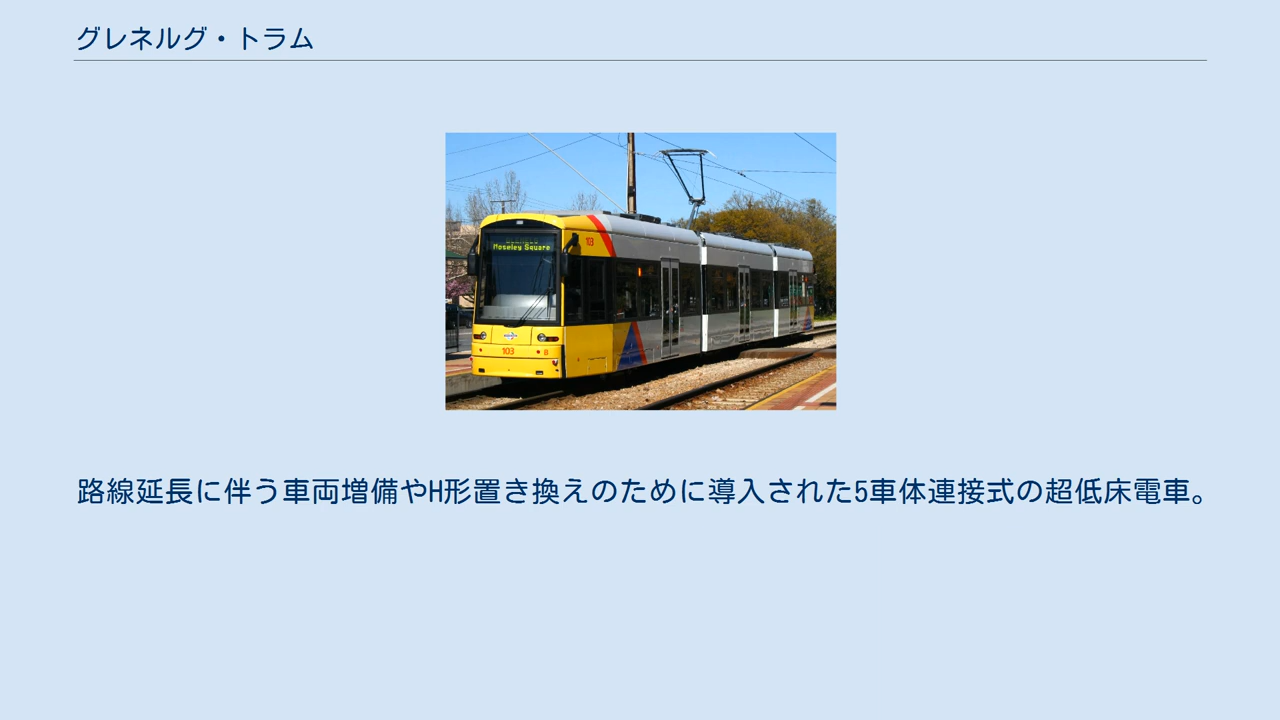 グレネルグ・トラム
Moseley Square
103
103
路線延長に伴う車両増備やH形置き換えのために導入された5車体連接式の超低床電車。